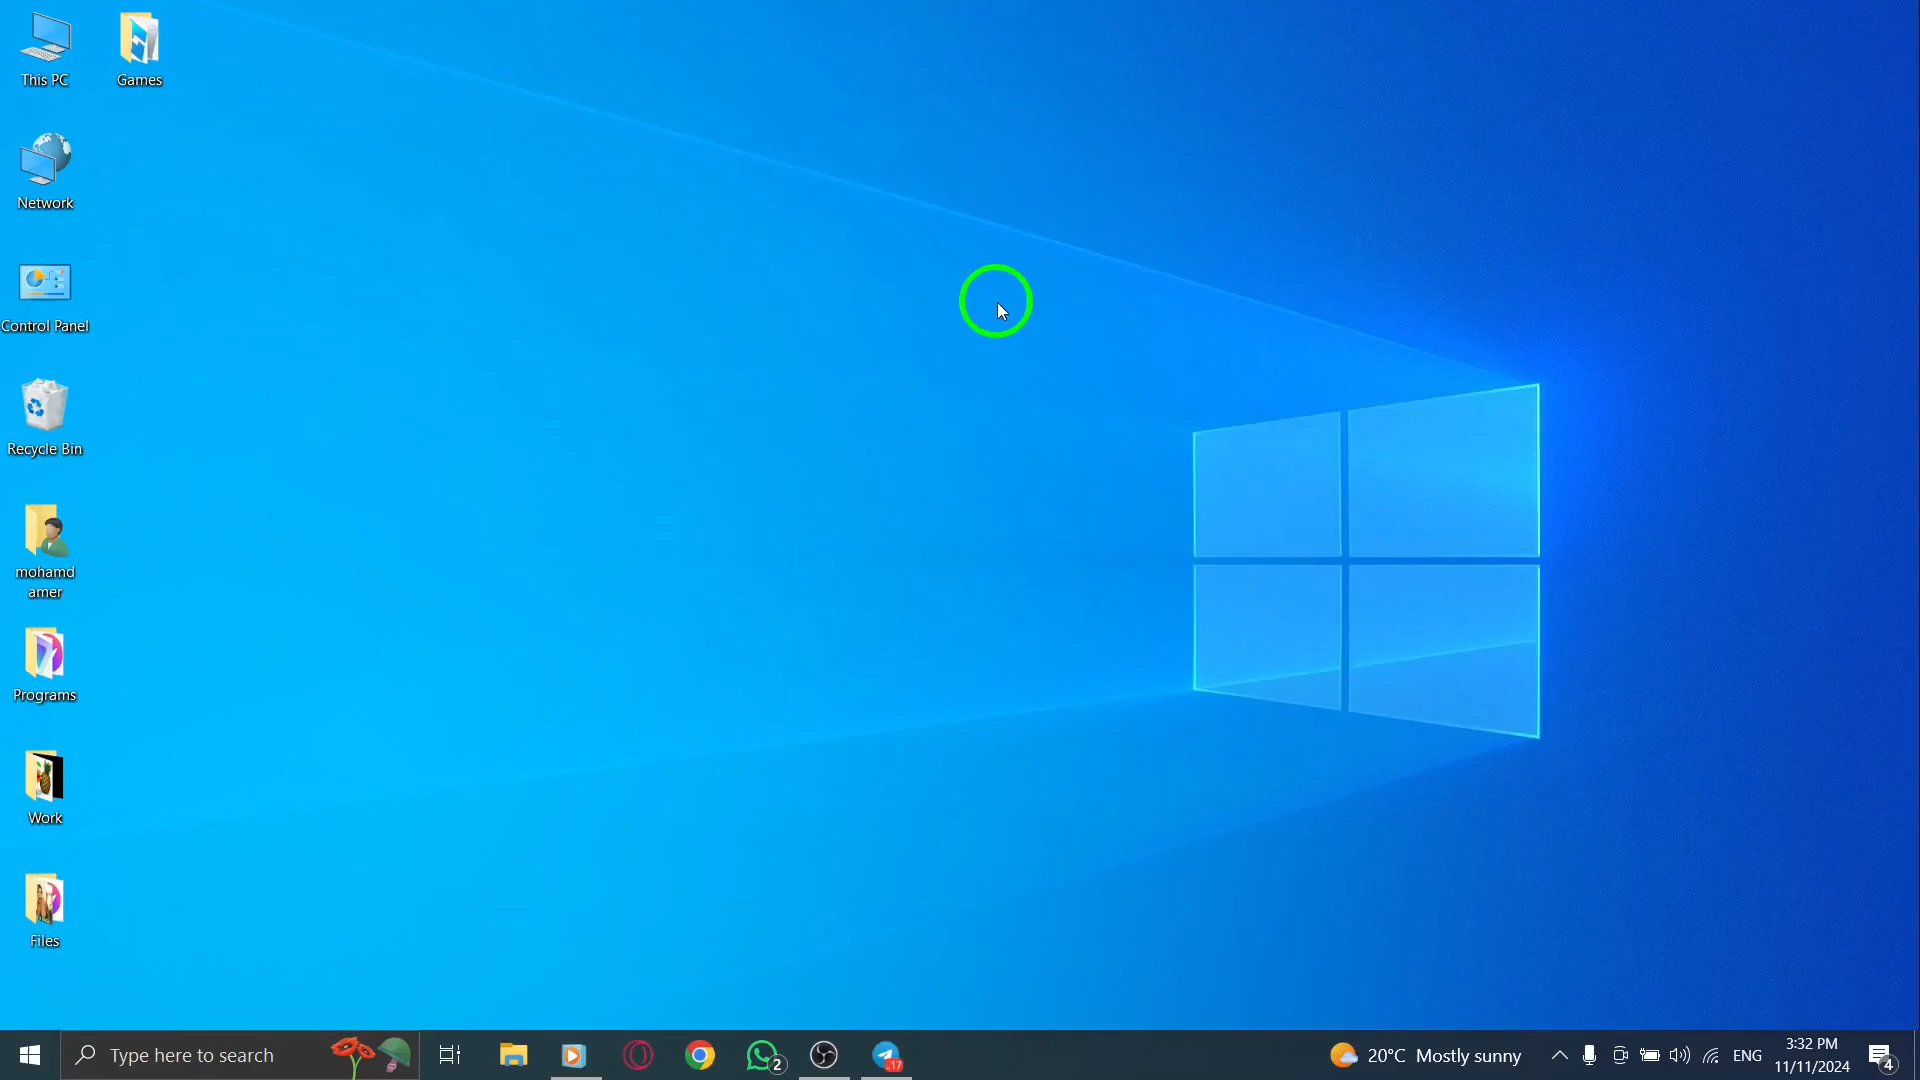 This PC
Games
Network
Control Panel
Recycle Bin
mohamd
amer
Programs
Work
Files
Type here to search
2
..17
20°C Mostly sunny
ENG
3:32 PM
11/11/2024
4